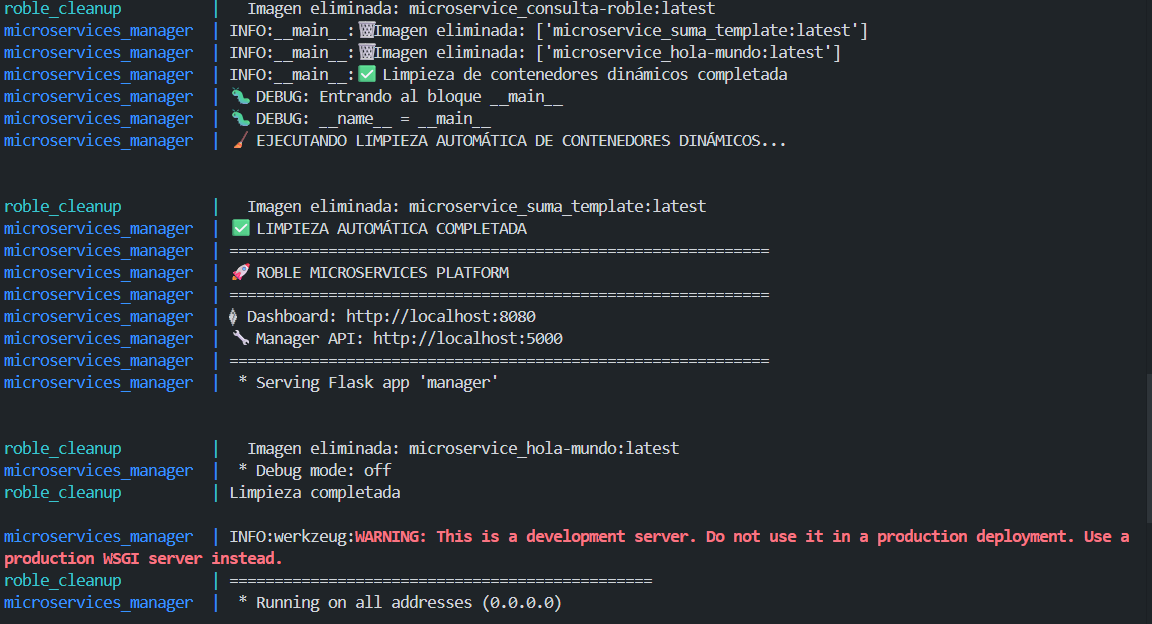 roble_cleanup | Imagen eliminada: microservice_consulta-roble:latest
microservices_manager | INFO:__main__:🗑️Imagen eliminada: ['microservice_suma_template:latest']
microservices_manager | INFO:__main__:🗑️Imagen eliminada: ['microservice_hola-mundo:latest']
microservices_manager | INFO:__main__:✅ Limpieza de contenedores dinámicos completada
microservices_manager | 🐛 DEBUG: Entrando al bloque __main__
microservices_manager | 🐛 DEBUG: __name__ = __main__
microservices_manager | 🧹 EJECUTANDO LIMPIEZA AUTOMÁTICA DE CONTENEDORES DINÁMICOS...
roble_cleanup | Imagen eliminada: microservice_suma_template:latest
microservices_manager | ✅ LIMPIEZA AUTOMÁTICA COMPLETADA
microservices_manager | ============================================================
microservices_manager | 🚀 ROBLE MICROSERVICES PLATFORM
microservices_manager | ============================================================
microservices_manager | Dashboard: http://localhost:8080
microservices_manager | 🔧 Manager API: http://localhost:5000
microservices_manager | ============================================================
microservices_manager | * Serving Flask app 'manager'
roble_cleanup | Imagen eliminada: microservice_hola-mundo:latest
microservices_manager | * Debug mode: off
roble_cleanup | Limpieza completada
microservices_manager | INFO:werkzeug:WARNING: This is a development server. Do not use it in a production deployment. Use a
production WSGI server instead.
roble_cleanup | ===============================================
microservices_manager | * Running on all addresses (0.0.0.0)